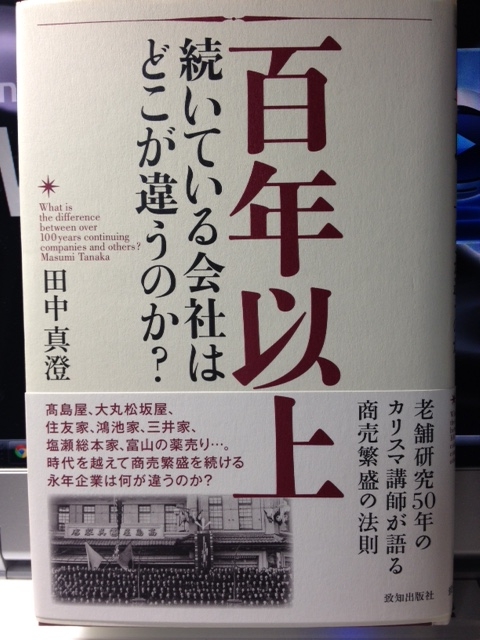 百年以上
続いている会社は
どこが違うのか?
What is
the difference
between over
100 years continuing
companies and others?
Masumi Tanaka
田中真澄
老舗研究50年の
カリスマ講師が語る
商売繁盛の法則
髙島屋、大丸松坂屋、
住友家、鴻池家、三井家、
塩瀬総本家、富山の薬売り…。
時代を越えて商売繁盛を続ける
永年企業は何が違うのか?
致知出版社